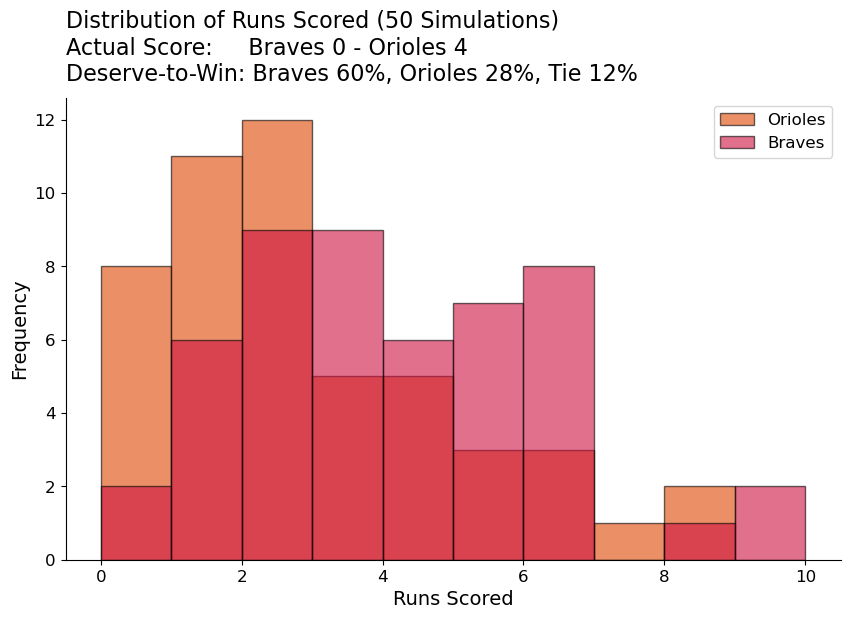 Distribution of Runs Scored (50 Simulations)
Actual Score:     Braves 0 - Orioles 4
Deserve-to-Win: Braves 60%, Orioles 28%, Tie 12%
Orioles
Braves
12
10
8
6
4
2
0
Frequency
0 2 4 6 8 10
Runs Scored